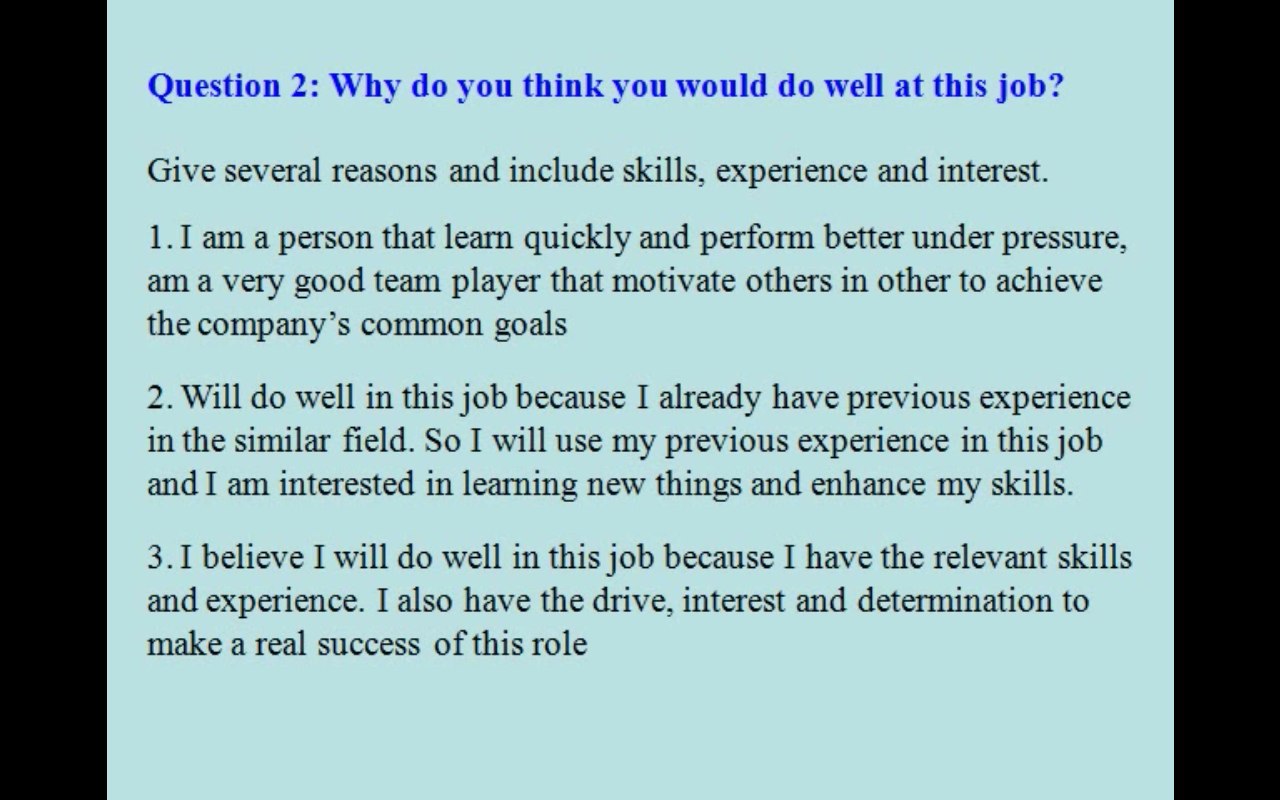 Question 2: Why do you think you would do well at this job?
Give several reasons and include skills, experience and interest.
1. I am a person that learn quickly and perform better under pressure,
am a very good team player that motivate others in other to achieve
the company’s common goals
2. Will do well in this job because I already have previous experience
in the similar field. So I will use my previous experience in this job
and I am interested in learning new things and enhance my skills.
3. I believe I will do well in this job because I have the relevant skills
and experience. I also have the drive, interest and determination to
make a real success of this role